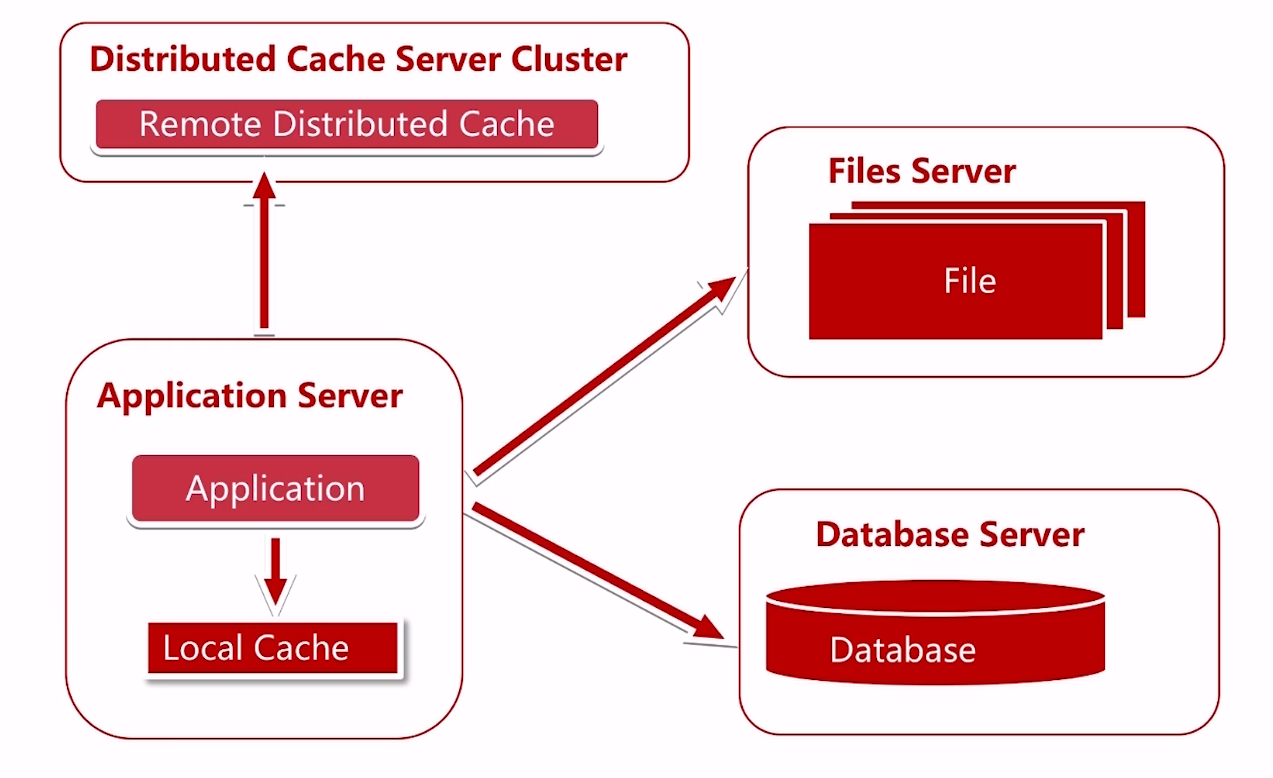 Distributed Cache Server Cluster
Remote Distributed Cache
Files Server
File
Application Server
Application
Local Cache
Database Server
Database